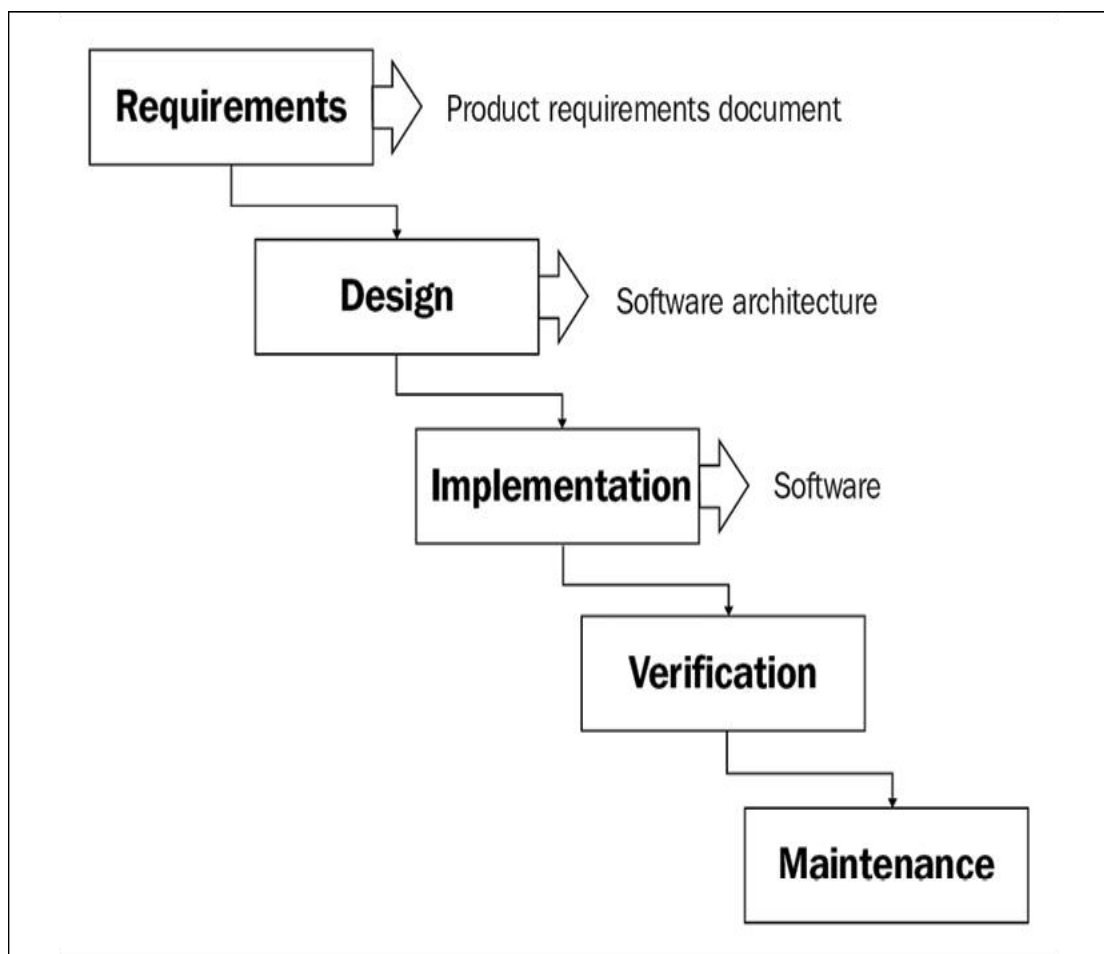 Requirements
Product requirements document
Design
Software architecture
Implementation
Software
Verification
Maintenance